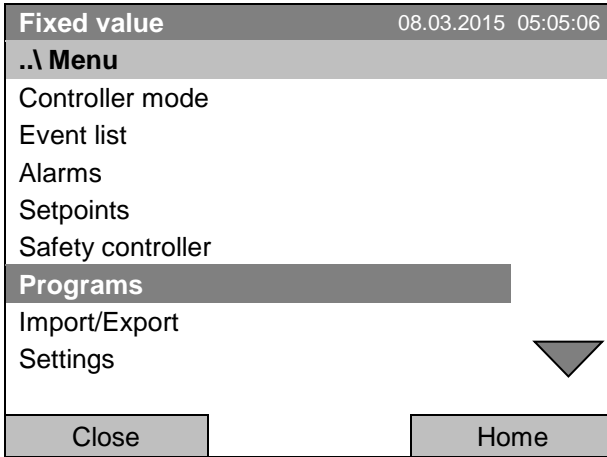 Fixed value 08.03.2015 05:05:06
..\ Menu
Controller mode
Event list
Alarms
Setpoints
Safety controller
Programs
Import/Export
Settings
Close Home